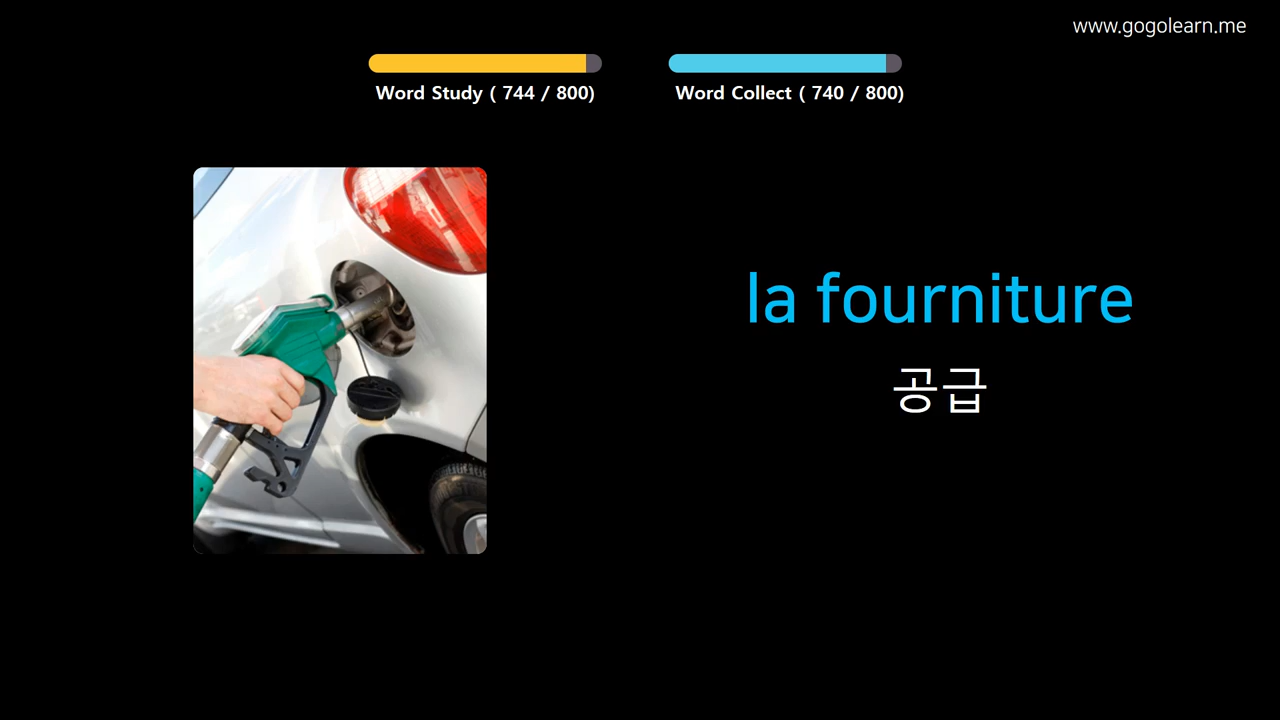 www.gogolearn.me
Word Study ( 744 / 800)
Word Collect ( 740 / 800)
la fourniture
공급